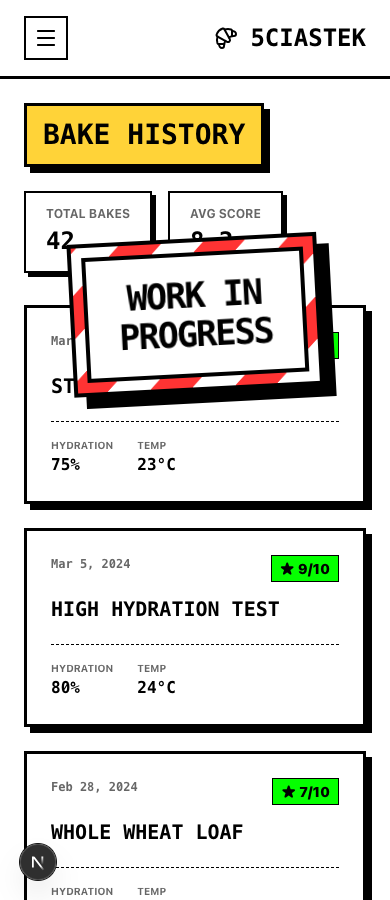 5CIASTEK
BAKE HISTORY
TOTAL BAKES
42
AVG SCORE
WORK IN
PROGRESS
Mar
HYDRATION
75%
TEMP
23°C
Mar 5, 2024
9/10
HIGH HYDRATION TEST
HYDRATION
80%
TEMP
24°C
Feb 28, 2024
7/10
WHOLE WHEAT LOAF
N
HYDRATION
TEMP